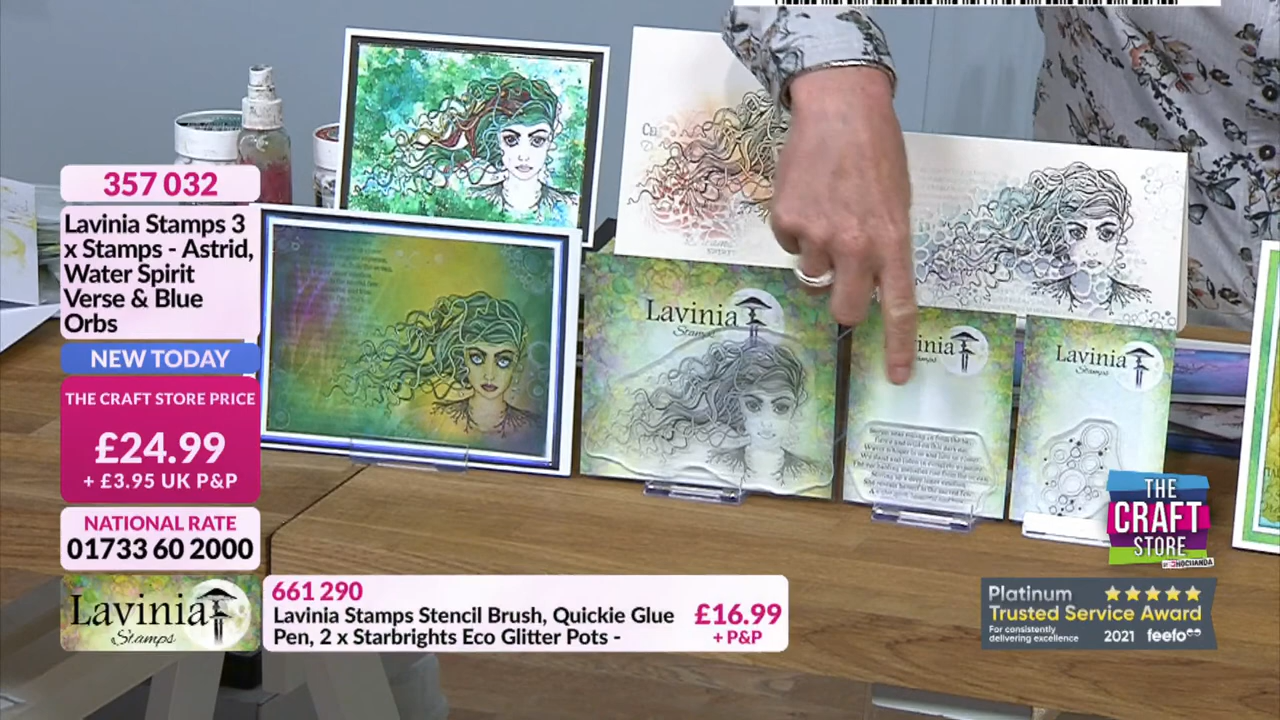 357 032
Lavinia Stamps 3
x Stamps - Astrid,
Water Spirit
Verse & Blue
Orbs
NEW TODAY
THE CRAFT STORE PRICE
£24.99
+ £3.95 UK P&P
NATIONAL RATE
01733 60 2000
Lavinia
Stamps
661 290
Lavinia Stamps Stencil Brush, Quickie Glue
Pen, 2 x Starbrights Eco Glitter Pots -
£16.99
+ P&P
Lavinia
Stamps
inia
Lavinia
Stamps
THE
CRAFT
STORE
HOCHANDA
Platinum
Trusted Service Award
For consistently
delivering excellence
2021 feefo